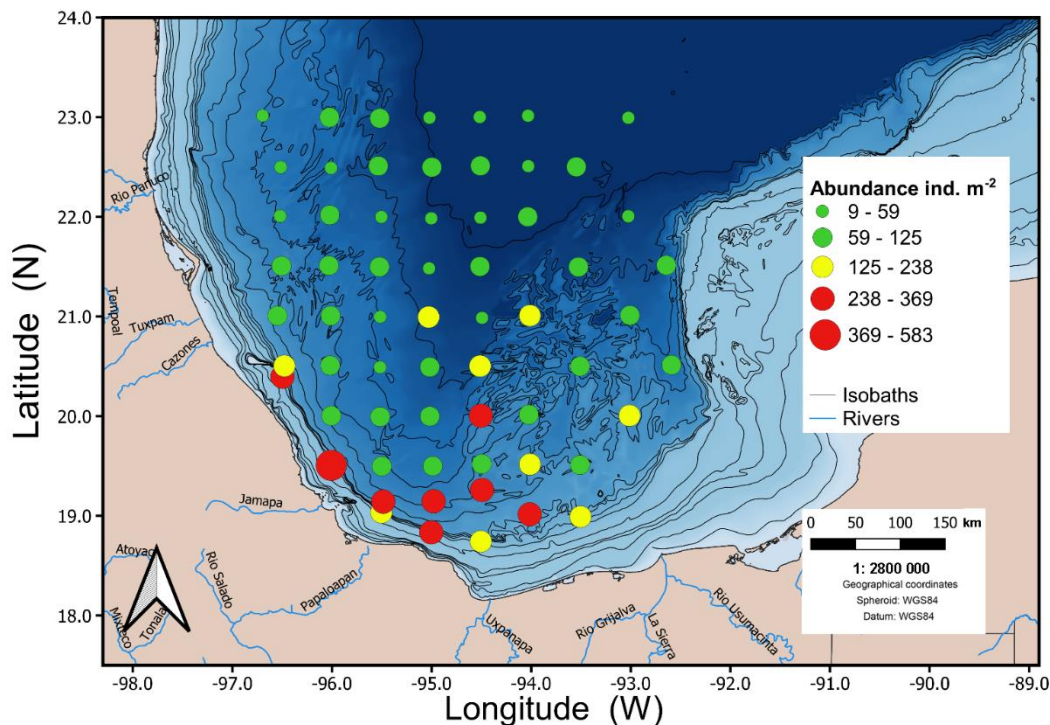 24.0
23.0
22.0
21.0
20.0
19.0
18.0
Latitude (N)
Rio Panuco
Tempoal
Tuxpam
Cazones
Jamapa
Atoyac
Rio Salado
Papaloapan
Mixteco
Tonala
Uxpanapa
Rio Grijalva
La Sierra
Rio Usumacinta
Abundance ind. m-2
9 - 59
59 - 125
125 - 238
238 - 369
369 - 583
Isobaths
Rivers
0 50 100 150 km
1: 2800 000
Geographical coordinates
Spheroid: WGS84
Datum: WGS84
-98.0 -97.0 -96.0 -95.0 -94.0 -93.0 -92.0 -91.0 -90.0 -89.0
Longitude (W)